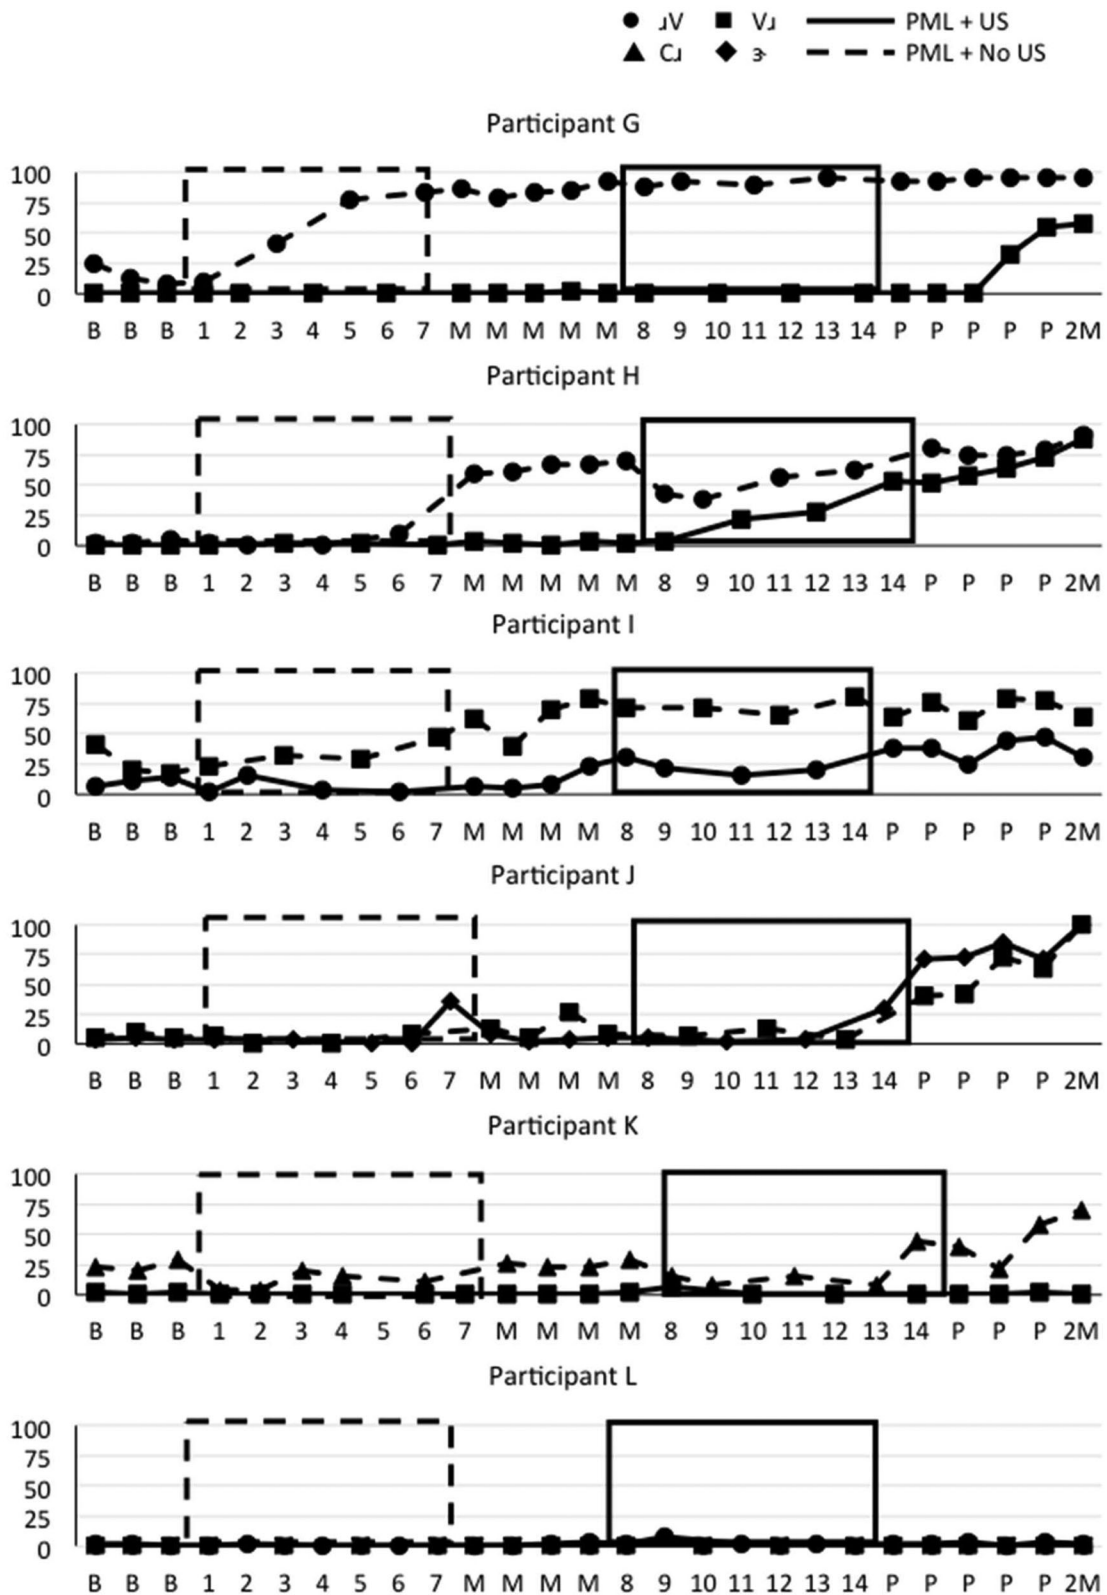 ɹV Vɹ PML + US
Cɹ ɝ PML + No US
Participant G
100
75
50
25
0
B B B 1 2 3 4 5 6 7 M M M M M 8 9 10 11 12 13 14 P P P P P 2M
Participant H
100
75
50
25
0
B B B 1 2 3 4 5 6 7 M M M M M 8 9 10 11 12 13 14 P P P P 2M
Participant I
100
75
50
25
0
B B B 1 2 3 4 5 6 7 M M M M 8 9 10 11 12 13 14 P P P P P 2M
Participant J
100
75
50
25
0
B B B 1 2 3 4 5 6 7 M M M M 8 9 10 11 12 13 14 P P P P 2M
Participant K
100
75
50
25
0
B B B 1 2 3 4 5 6 7 M M M M 8 9 10 11 12 13 14 P P P 2M
Participant L
100
75
50
25
0
B B B 1 2 3 4 5 6 7 M M M M 8 9 10 11 12 13 14 P P P P P 2M